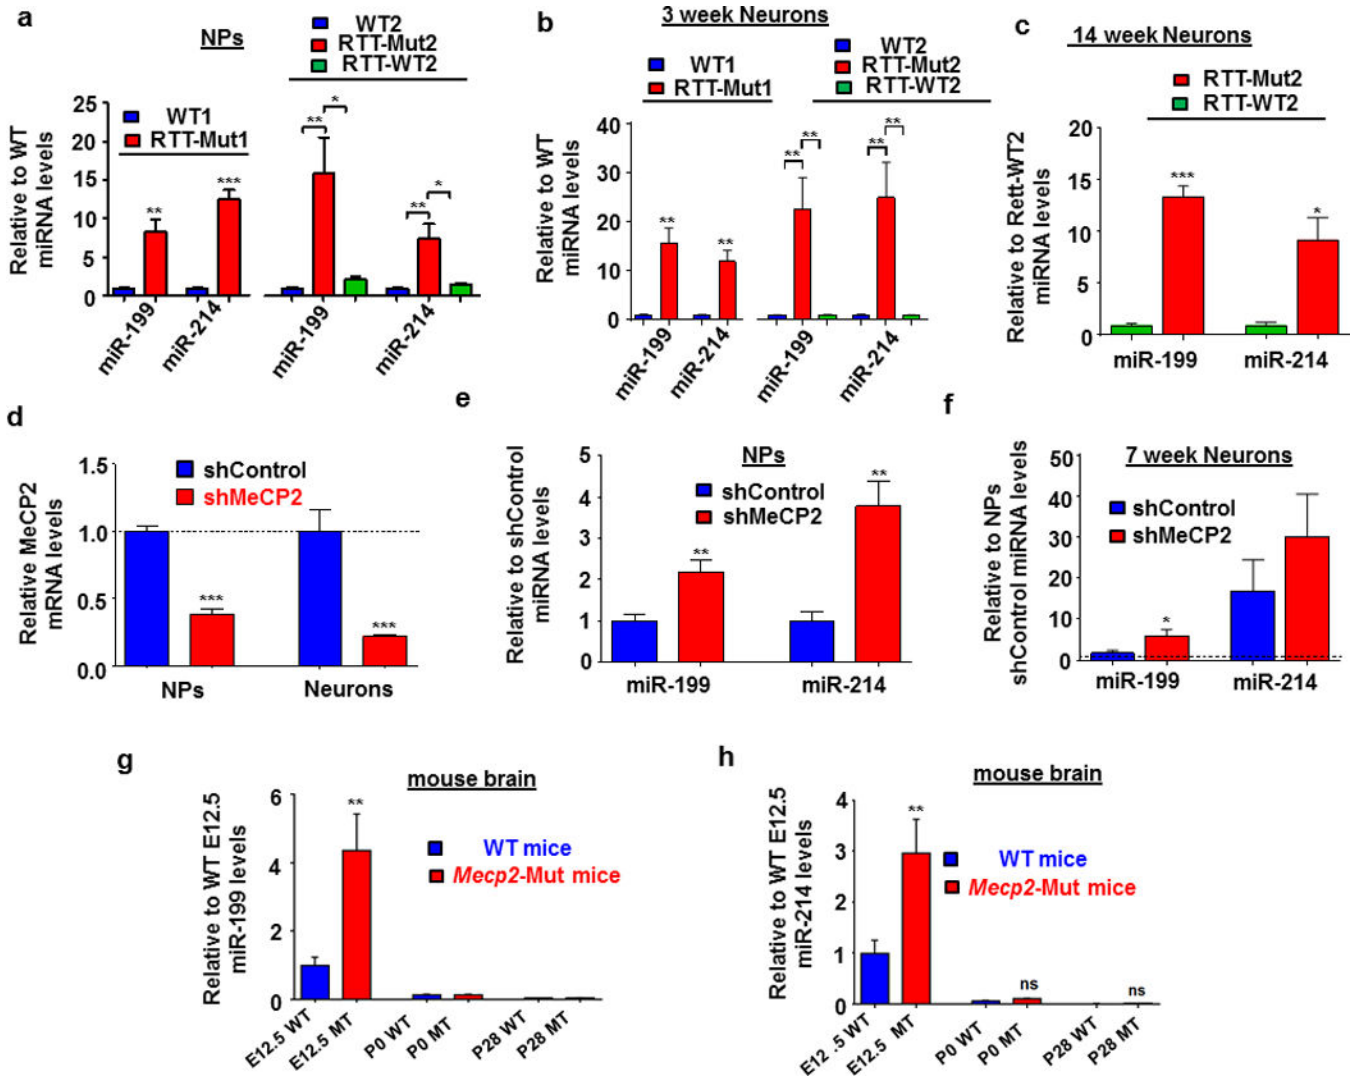 a
NPs
WT2
RTT-Mut2
RTT-WT2
WT1
RTT-Mut1
Relative to WT
miRNA levels
25
20
15
10
5
0
**
***
**
*
**
*
miR-199
miR-214
miR-199
miR-214
b
3 week Neurons
WT1
RTT-Mut1
WT2
RTT-Mut2
RTT-WT2
Relative to WT
miRNA levels
40
30
20
10
0
**
**
**
**
**
**
miR-199
miR-214
miR-199
miR-214
c
14 week Neurons
RTT-Mut2
RTT-WT2
Relative to Rett-WT2
miRNA levels
20
15
10
5
0
***
*
miR-199
miR-214
d
Relative MeCP2
mRNA levels
1.5
1.0
0.5
0.0
shControl
shMeCP2
***
***
NPs
Neurons
e
Relative to shControl
miRNA levels
5
4
3
2
1
0
NPs
shControl
shMeCP2
**
**
miR-199
miR-214
f
Relative to NPs
shControl miRNA levels
50
40
30
20
10
0
7 week Neurons
shControl
shMeCP2
*
miR-199
miR-214
g
mouse brain
Relative to WT E12.5
miR-199 levels
6
4
2
0
**
WT mice
Mecp2-Mut mice
E12.5 WT
E12.5 MT
P0 WT
P0 MT
P28 WT
P28 MT
h
mouse brain
Relative to WT E12.5
miR-214 levels
4
3
2
1
0
**
WT mice
Mecp2-Mut mice
ns
ns
E12 .5 WT
E12.5 MT
P0 WT
P0 MT
P28 WT
P28 MT